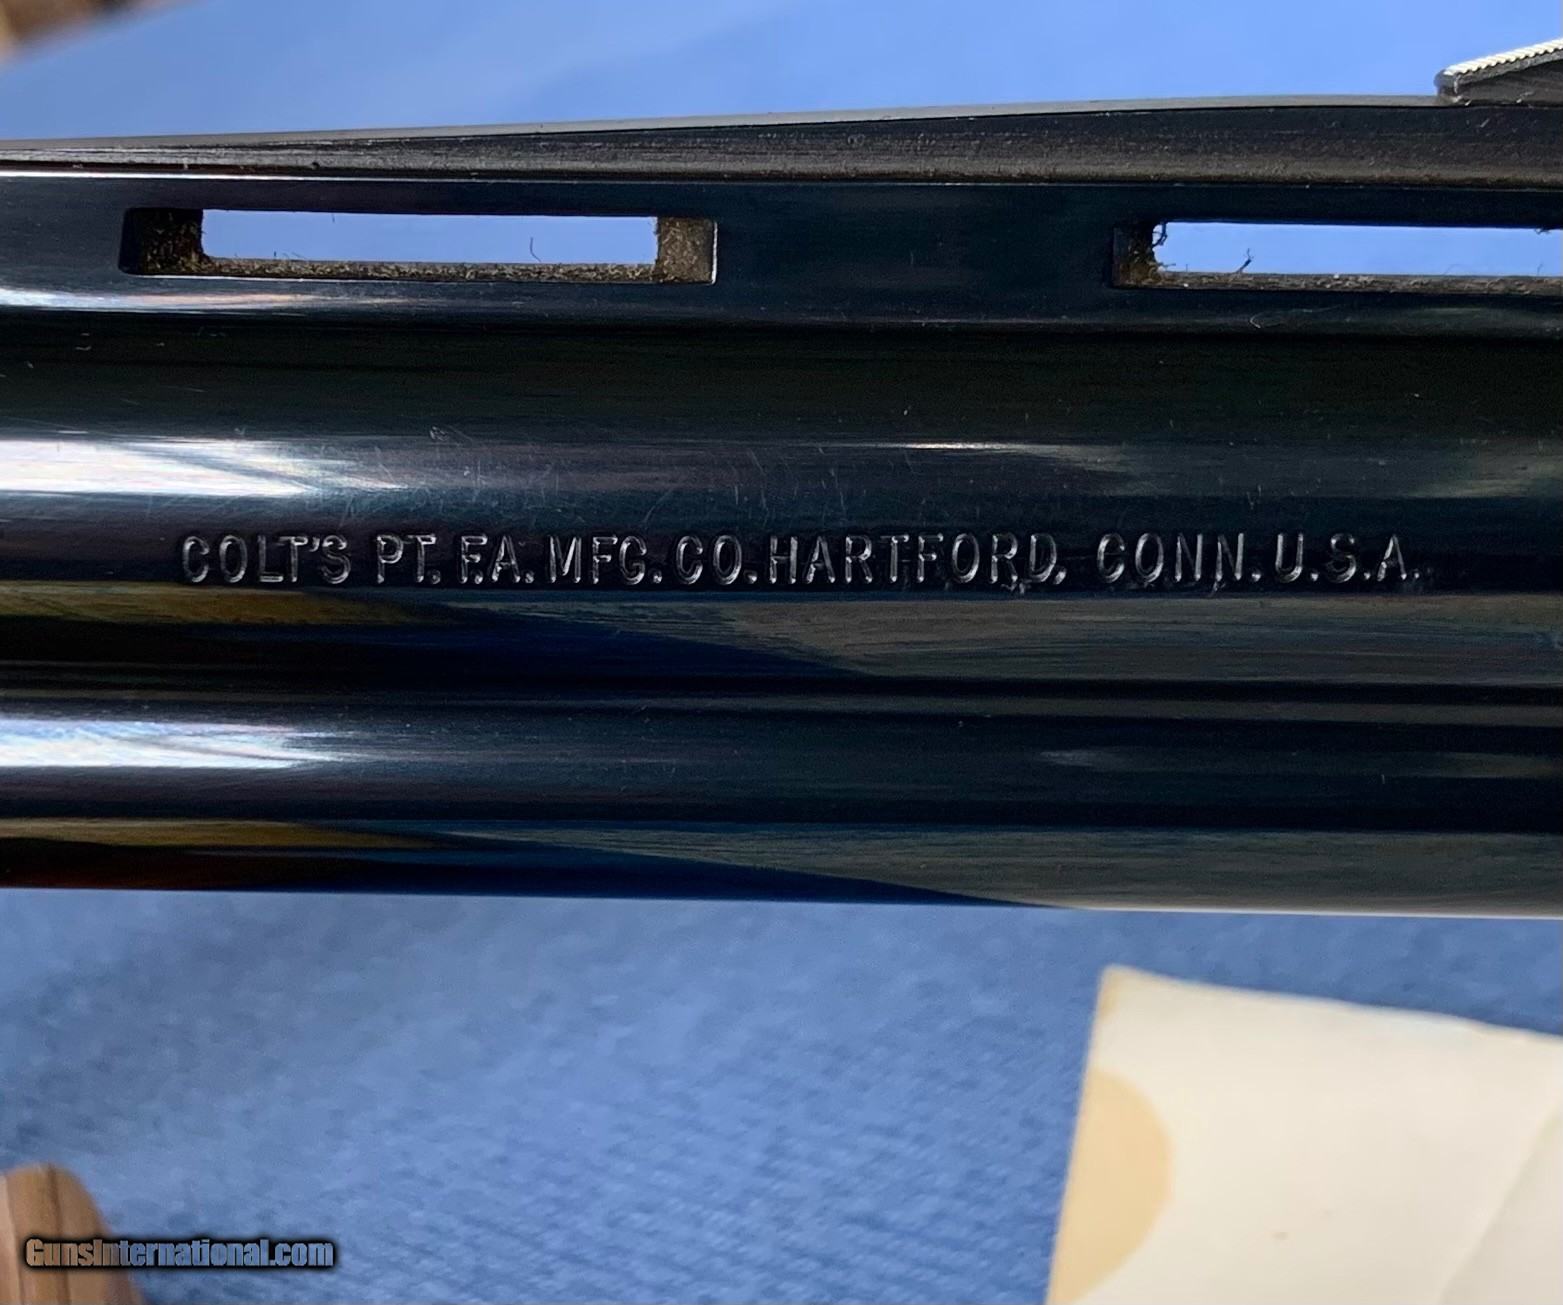 COLT'S PT. F.A. MFG. CO. HARTFORD, CONN. U.S.A.
GunsInternational.com